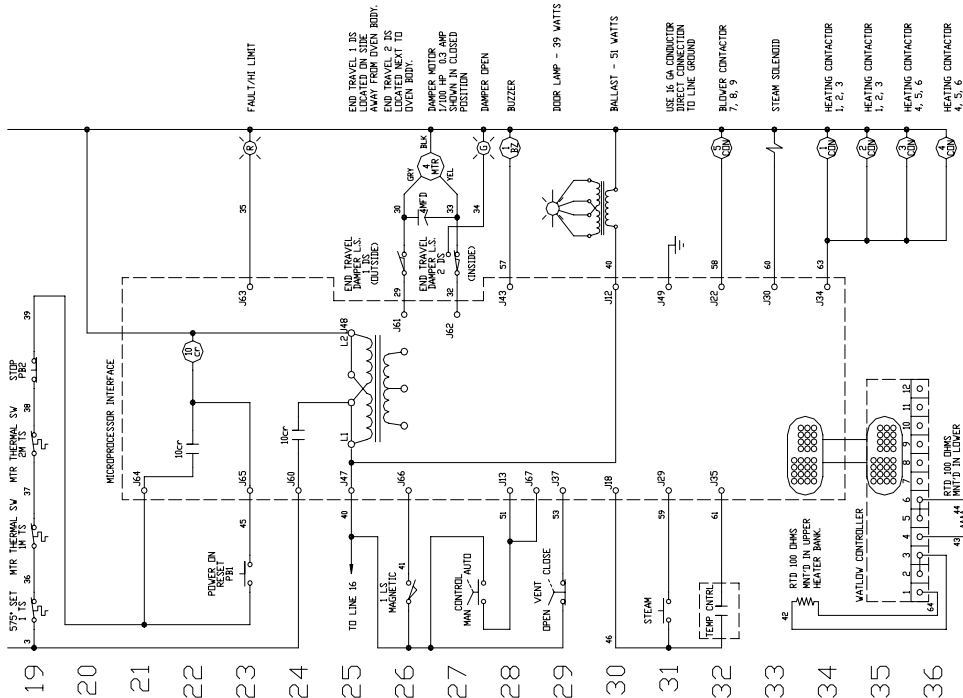 575° SET
1 TS
MTR THERMAL SW
1M TS
MTR THERMAL SW
2M TS
STOP
PB2
3
36
37
38
39
19
20
21
22
23
24
25
26
27
28
29
30
31
32
33
34
35
36
MICROPROCESSOR INTERFACE
J64
10cr
10
cr
J65
45
POWER ON
RESET
PB1
J63
35
R
FAULT/HI LIMIT
J60
10cr
J47
40
L1
L2
J48
TO LINE 16
J66
41
1 LS
MAGNETIC
END TRAVEL
DAMPER L.S.
1 DS
(OUTSIDE)
END TRAVEL
DAMPER L.S.
2 DS
(INSIDE)
J61
29
30
J62
32
33
34
4MFD
GRY
BLK
YEL
4
MTR
END TRAVEL 1 DS
LOCATED ON SIDE
AWAY FROM OVEN BODY.
END TRAVEL 2 DS
LOCATED NEXT TO
OVEN BODY.
DAMPER MOTOR
1/100 HP - 0.3 AMP
SHOWN IN CLOSED
POSITION
G
DAMPER OPEN
CONTROL
MAN
AUTO
J13
51
J67
J43
57
1
BZ
BUZZER
VENT
OPEN
CLOSE
J37
53
DOOR LAMP - 39 WATTS
J18
46
J12
40
BALLAST - 51 WATTS
STEAM
J29
59
J49
USE 16 GA CONDUCTOR
DIRECT CONNECTION
TO LINE GROUND
TEMP CNTRL
J35
61
J22
58
5
CON
BLOWER CONTACTOR
7, 8, 9
J30
60
STEAM SOLENOID
J34
63
1
CON
HEATING CONTACTOR
1, 2, 3
2
CON
HEATING CONTACTOR
1, 2, 3
3
CON
HEATING CONTACTOR
4, 5, 6
4
CON
HEATING CONTACTOR
4, 5, 6
RTD 100 OHMS
MNT'D IN UPPER
HEATER BANK.
42
WATLOW CONTROLLER
1 2 3 4 5 6 7 8 9 10 11 12
64
43
44
RTD 100 OHMS
MNT'D IN LOWER